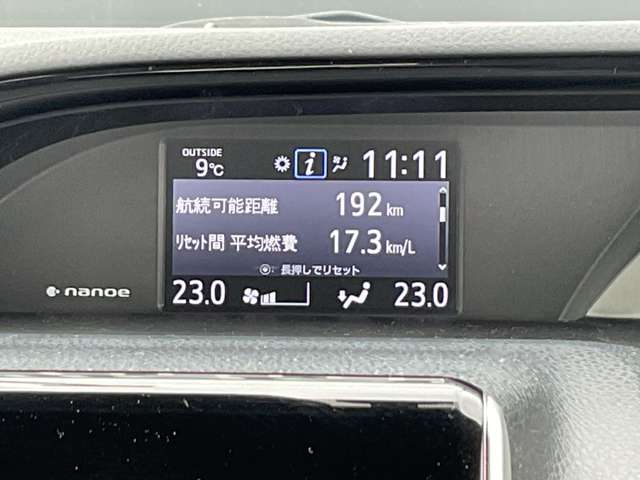 OUTSIDE
9℃ i 11:11
航続可能距離 192 km
リセット間 平均燃費 17.3 km/L
長押しでリセット
nanoe
23.0 23.0